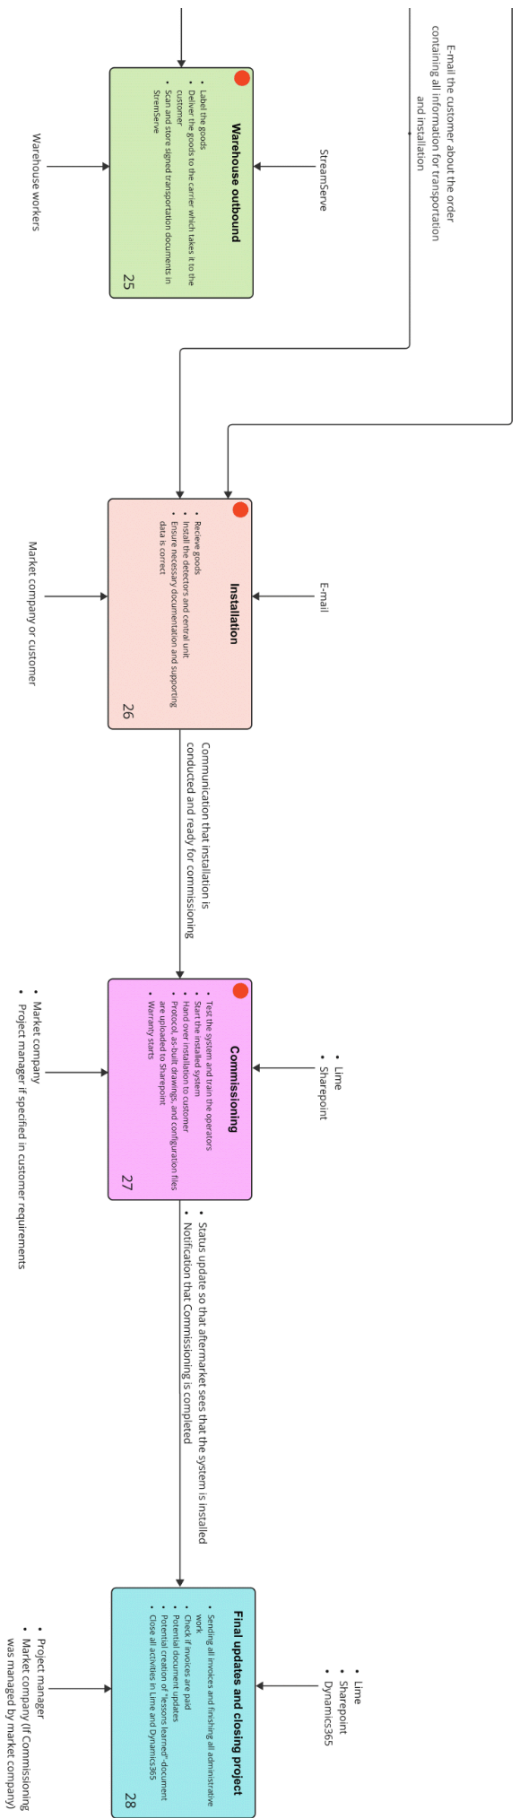 E-mail the customer about the order
containing all information for transportation
and installation
StreamServe
Warehouse outbound
• Label the goods
• Deliver the goods to the carrier which takes it to the
customer
• Scan and store signed transportation documents in
StremServe
25
Warehouse workers
E-mail
Installation
• Recieve goods
• Install the detectors and central unit
• Ensure necessary documentation and supporting
data is correct
26
Market company or customer
Communication that installation is
conducted and ready for commissioning
• Lime
• Sharepoint
Commissioning
• Test the system and train the operators
• Start the installed system
• Hand over installation to customer
• Protocol, as-built drawings, and configuration files
are uploaded to Sharepoint
• Warranty starts
27
• Market company
• Project manager if specified in customer requirements
• Status update so that aftermarket sees that the system is installed
• Notification that Commissioning is completed
• Lime
• Sharepoint
• Dynamics365
Final updates and closing project
• Sending all invoices and finishing all administrative
work
• Check if invoices are paid
• Potential document updates
• Potential creation of "lessons learned"-document
• Close all activities in Lime and Dynamics365
28
• Project manager
• Market company (If Commissioning
was managed by market company)